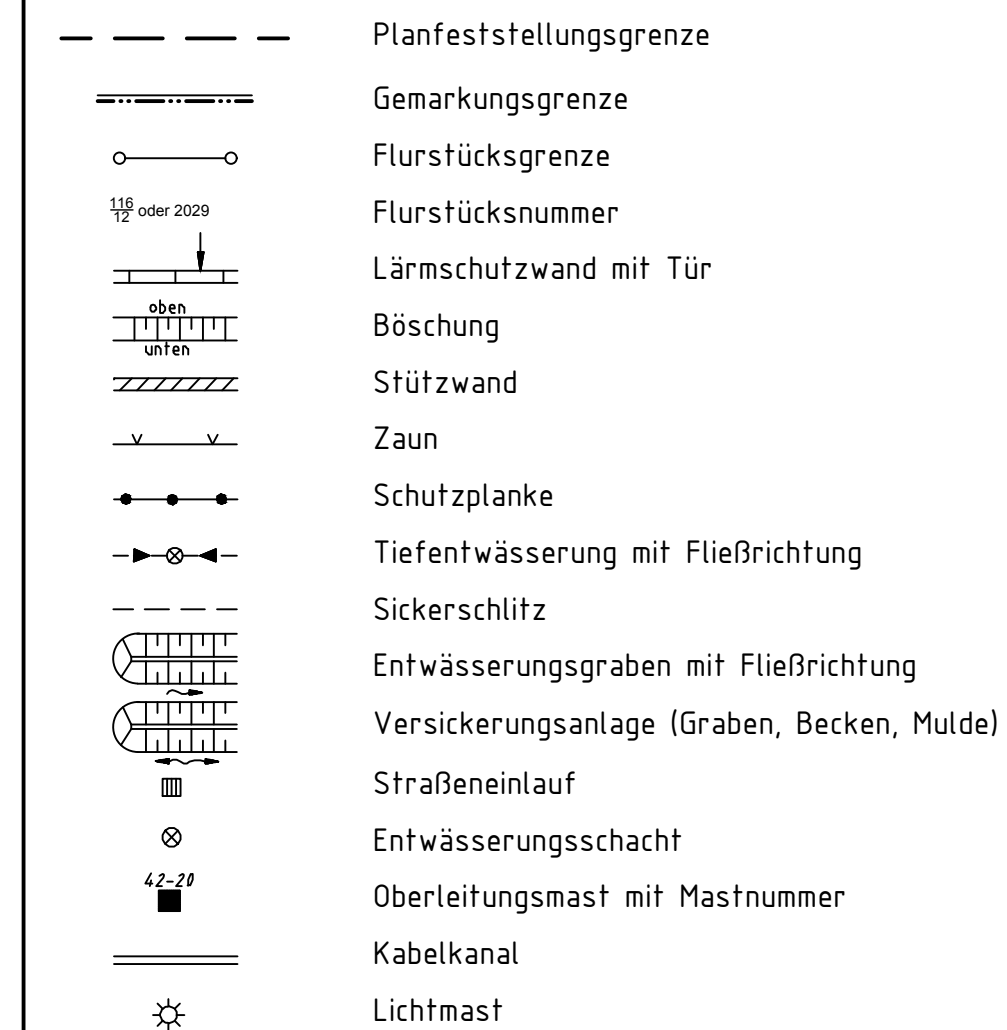 Planfeststellungsgrenze
Gemarkungsgrenze
Flurstücksgrenze
116/12 oder 2029 Flurstücksnummer
Lärmschutzwand mit Tür
oben
Böschung
unten
Stützwand
Zaun
Schutzplanke
Tiefentwässerung mit Fließrichtung
Sickerschlitz
Entwässerungsgraben mit Fließrichtung
Versickerungsanlage (Graben, Becken, Mulde)
Straßeneinlauf
Entwässerungsschacht
42-20
Oberleitungsmast mit Mastnummer
Kabelkanal
Lichtmast